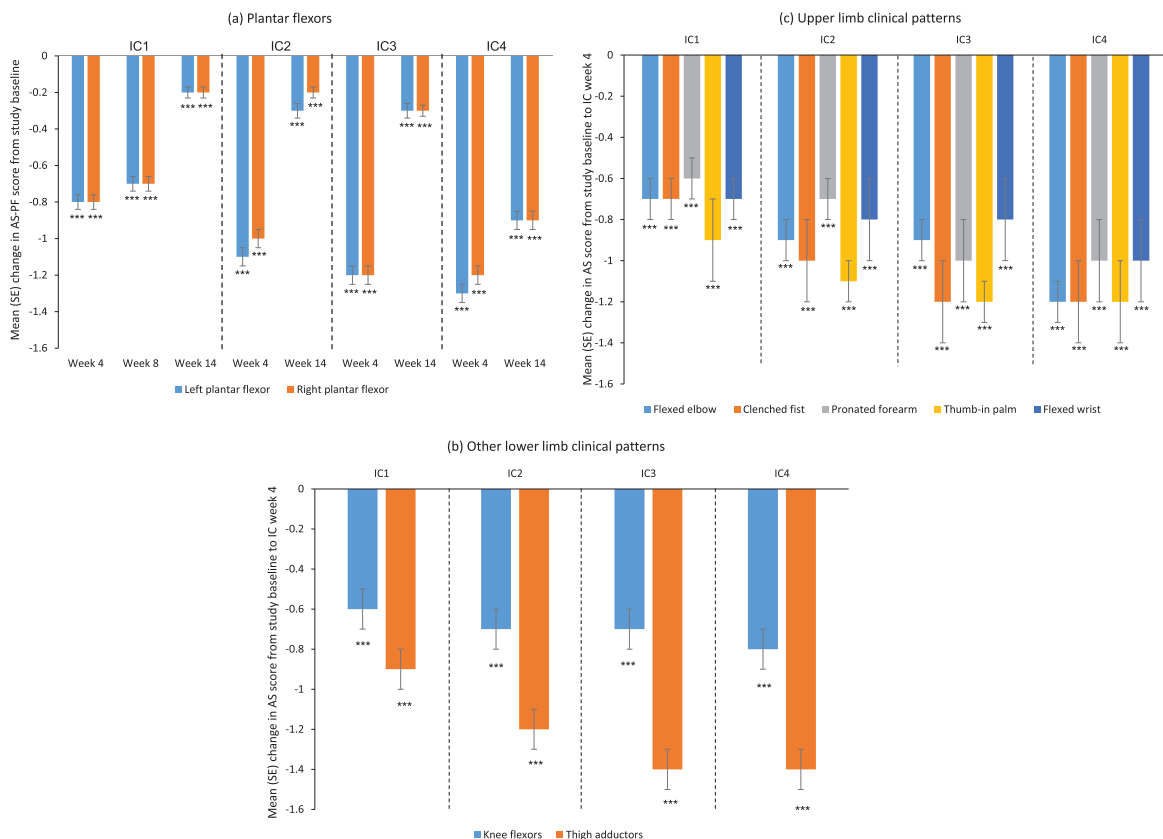 (a) Plantar flexors
IC1 IC2 IC3 IC4
Mean (SE) change in AS-PF score from study baseline
0
-0.2
-0.4
-0.6
-0.8
-1
-1.2
-1.4
-1.6
*** *** *** *** *** ***
*** *** *** ***
*** *** *** ***
*** *** *** ***
Week 4 Week 8 Week 14 Week 4 Week 14 Week 4 Week 14 Week 4 Week 14
Left plantar flexor Right plantar flexor
(c) Upper limb clinical patterns
IC1 IC2 IC3 IC4
Mean (SE) change in AS score from study baseline to IC week 4
0
-0.2
-0.4
-0.6
-0.8
-1
-1.2
-1.4
-1.6
*** *** *** *** ***
*** *** *** *** ***
*** *** *** *** ***
*** *** *** *** ***
Flexed elbow Clenched fist Pronated forearm Thumb-in palm Flexed wrist
(b) Other lower limb clinical patterns
IC1 IC2 IC3 IC4
Mean (SE) change in AS score from study baseline to IC week 4
0
-0.2
-0.4
-0.6
-0.8
-1
-1.2
-1.4
-1.6
*** ***
*** ***
*** ***
*** ***
Knee flexors Thigh adductors